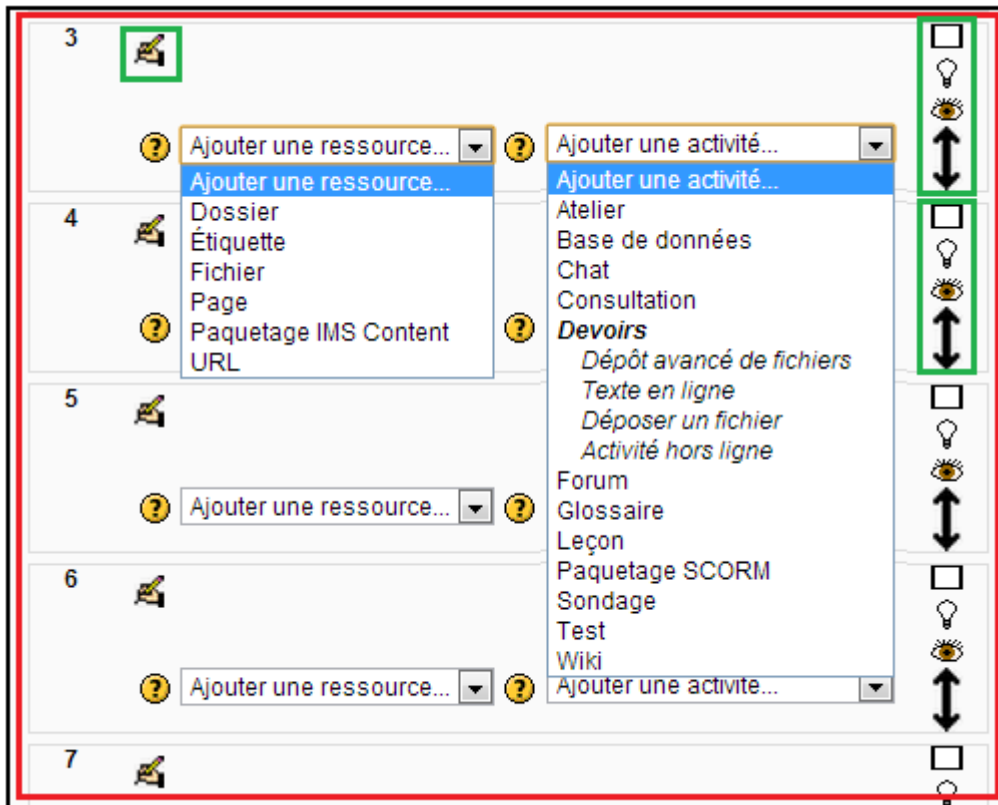 3
? Ajouter une ressource... ? Ajouter une activité...
Ajouter une ressource...
Dossier
Étiquette
Fichier
Page
Paquetage IMS Content
URL
Ajouter une activité...
Atelier
Base de données
Chat
Consultation
Devoirs
Dépôt avancé de fichiers
Texte en ligne
Déposer un fichier
Activité hors ligne
Forum
Glossaire
Leçon
Paquetage SCORM
Sondage
Test
Wiki
4
? ?
5
? Ajouter une ressource... ?
6
? Ajouter une ressource... ? Ajouter une activité...
7